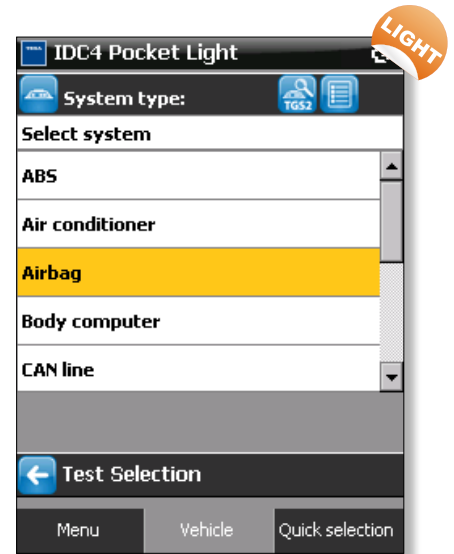 LIGHT
TEXA IDC4 Pocket Light
System type:
TGS2
Select system
ABS
Air conditioner
Airbag
Body computer
CAN line
Test Selection
Menu Vehicle Quick selection